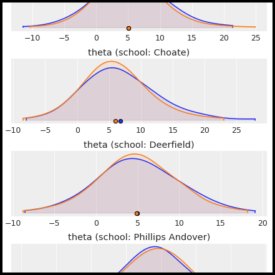 −10 −5 0 5 10 15 20 25
theta (school: Choate)
−10 −5 0 5 10 15 20 25
theta (school: Deerfield)
−10 −5 0 5 10 15 20
theta (school: Phillips Andover)